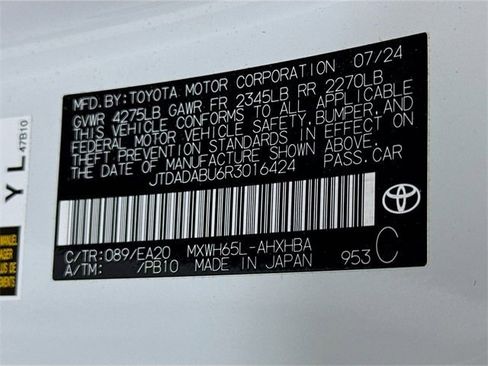 MFD.BY: TOYOTA MOTOR CORPORATION 07/24
GVWR 4275LB GAWR FR 2345LB RR 2270LB
THIS VEHICLE CONFORMS TO ALL APPLICABLE
FEDERAL MOTOR VEHICLE SAFETY, BUMPER, AND
THEFT PREVENTION STANDARDS IN EFFECT ON
THE DATE OF MANUFACTURE SHOWN ABOVE.
JTDADABU6R3016424 PASS.CAR
C/TR: 089/EA20 MXWH65L-AHXHBA
A/TM: /PB10 MADE IN JAPAN 953 C
Y L
47B10